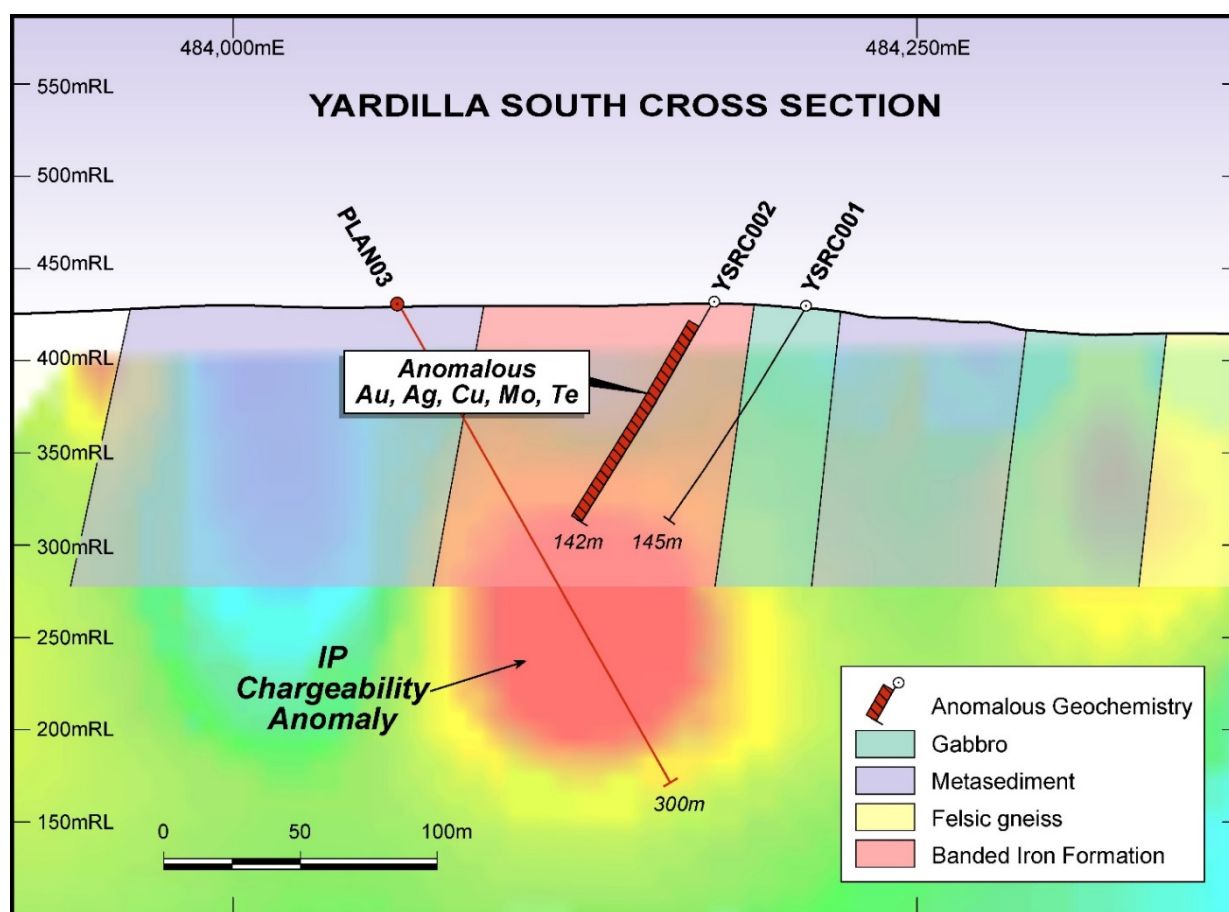 484,000mE
484,250mE
550mRL
YARDILLA SOUTH CROSS SECTION
500mRL
450mRL
PLAN03
YSRC002
YSRC001
400mRL
Anomalous
Au, Ag, Cu, Mo, Te
350mRL
300mRL
142m
145m
250mRL
IP
Chargeability
Anomaly
200mRL
150mRL
300m
0 50 100m
Anomalous Geochemistry
Gabbro
Metasediment
Felsic gneiss
Banded Iron Formation